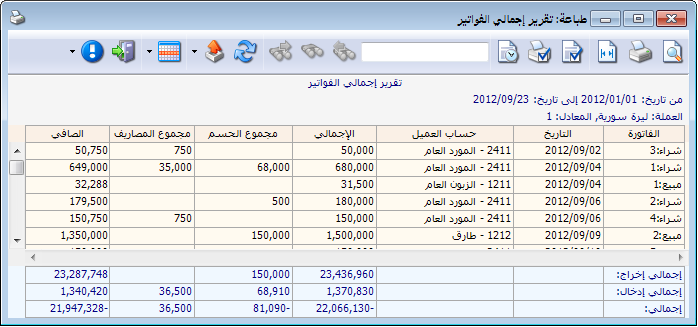 طباعة: تقرير إجمالي الفواتير
تقرير إجمالي الفواتير
من تاريخ: 2012/01/01 إلى تاريخ: 2012/09/23
العملة: ليرة سورية, المعادل: 1
الفاتورة التاريخ حساب العميل الإجمالي مجموع الحسم مجموع المصاريف الصافي
شراء:3 2012/09/02 2411 - المورد العام 50,000 750 50,750
شراء:1 2012/09/04 2411 - المورد العام 680,000 68,000 35,000 649,000
مبيع:1 2012/09/04 1211 - الزبون العام 31,500 32,288
شراء:2 2012/09/06 2411 - المورد العام 180,000 500 179,500
شراء:4 2012/09/06 2411 - المورد العام 150,000 750 150,750
مبيع:2 2012/09/09 1212 - طارق 1,500,000 150,000 1,350,000
إجمالي إخراج: 23,436,960 150,000 23,287,748
إجمالي إدخال: 1,370,830 68,910 36,500 1,340,420
إجمالي: 22,066,130- 81,090- 36,500 21,947,328-